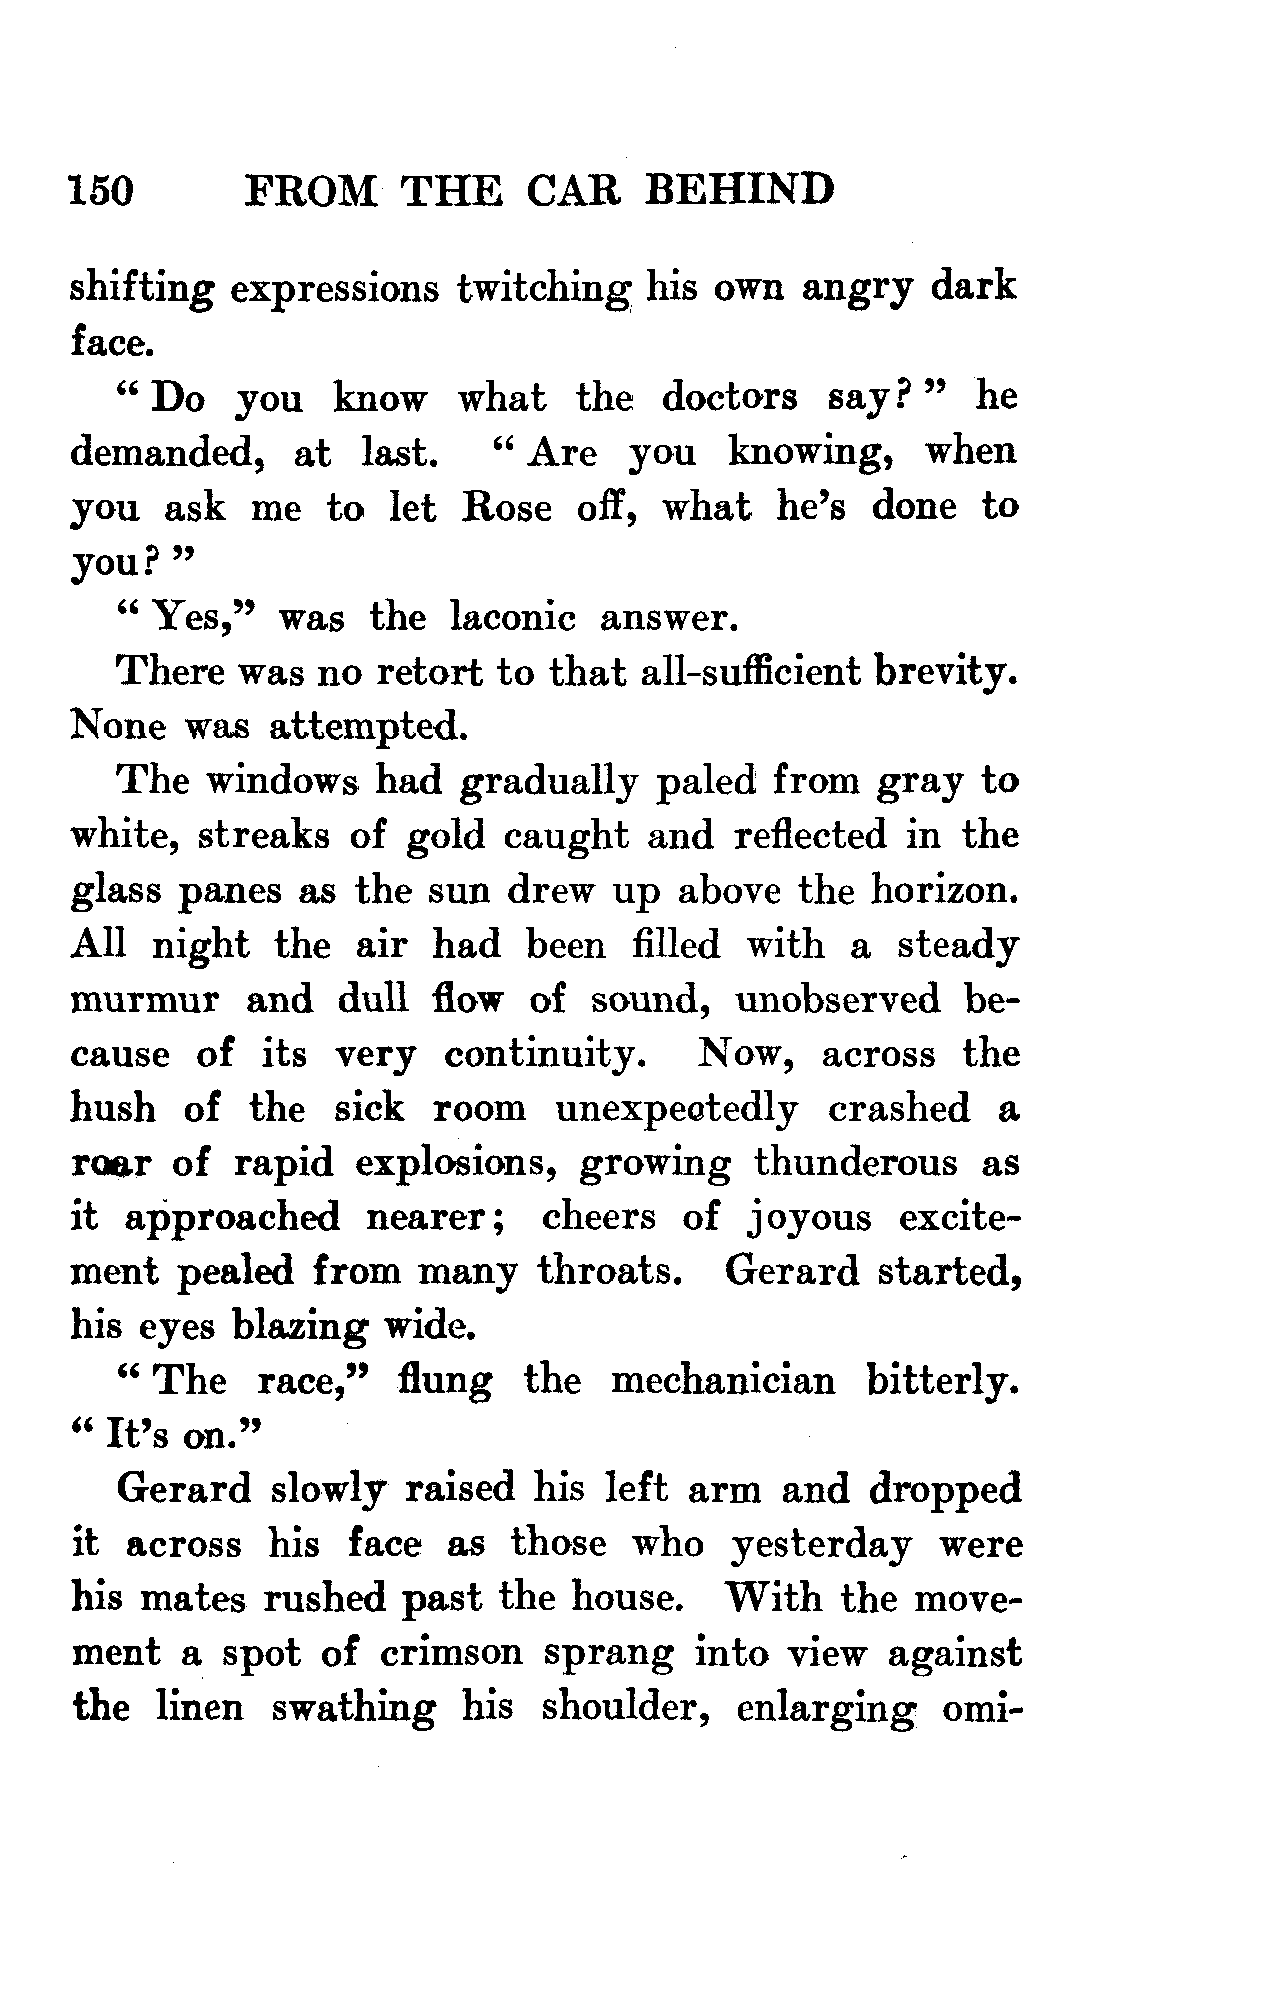 150 FROM THE CAR BEHIND
shifting expressions twitching his own angry dark
face.
" Do you know what the doctors say? " he
demanded, at last. " Are you knowing, when
you ask me to let Rose off, what he's done to
you? "
" Yes," was the laconic answer.
There was no retort to that all-sufficient brevity.
None was attempted.
The windows had gradually paled from gray to
white, streaks of gold caught and reflected in the
glass panes as the sun drew up above the horizon.
All night the air had been filled with a steady
murmur and dull flow of sound, unobserved be-
cause of its very continuity. Now, across the
hush of the sick room unexpectedly crashed a
roar of rapid explosions, growing thunderous as
it approached nearer; cheers of joyous excite-
ment pealed from many throats. Gerard started,
his eyes blazing wide.
" The race," flung the mechanician bitterly.
" It's on."
Gerard slowly raised his left arm and dropped
it across his face as those who yesterday were
his mates rushed past the house. With the move-
ment a spot of crimson sprang into view against
the linen swathing his shoulder, enlarging omi-